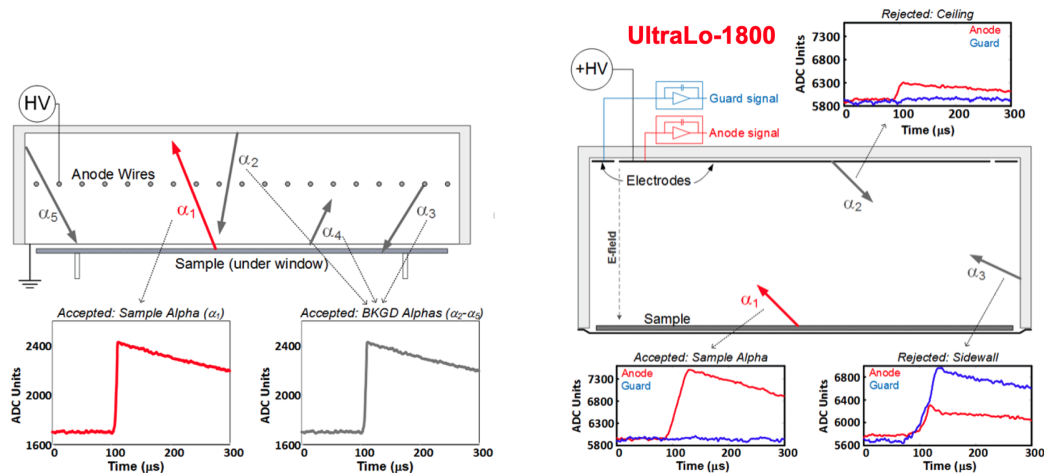 HV
Anode Wires
α5
α1
α2
α4
α3
Sample (under window)
Accepted: Sample Alpha (α1)
ADC Units
2400
2000
1600
0
100
200
300
Time (µs)
Accepted: BKGD Alphas (α2-α5)
ADC Units
2400
2000
1600
0
100
200
300
Time (µs)
UltraLo-1800
+HV
Guard signal
Anode signal
Rejected: Ceiling
Anode
Guard
ADC Units
7300
6300
5800
0
100
200
300
Time (µs)
Electrodes
α2
E-field
α3
α1
Sample
Accepted: Sample Alpha
Anode
Guard
ADC Units
7300
6800
5800
0
100
200
300
Time (µs)
Rejected: Sidewall
Anode
Guard
ADC Units
6800
6400
6000
5600
0
100
200
300
Time (µs)